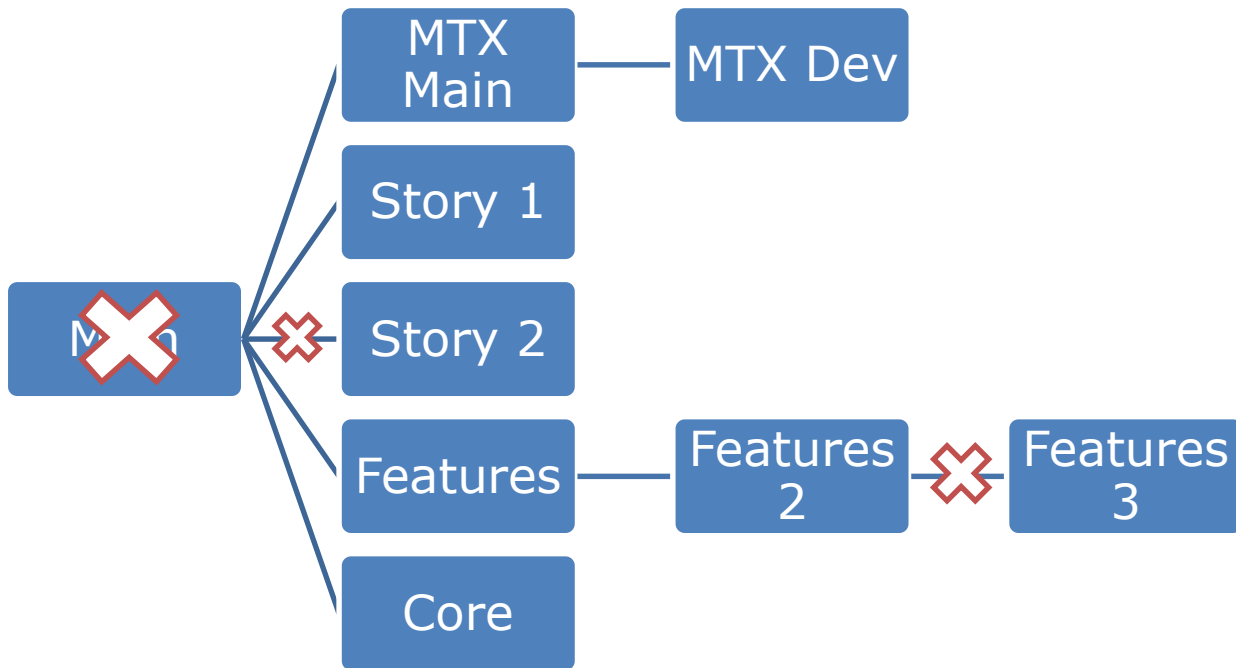 MTX
Main
MTX Dev
Story 1
Story 2
Features
Features
2
Features
3
Core